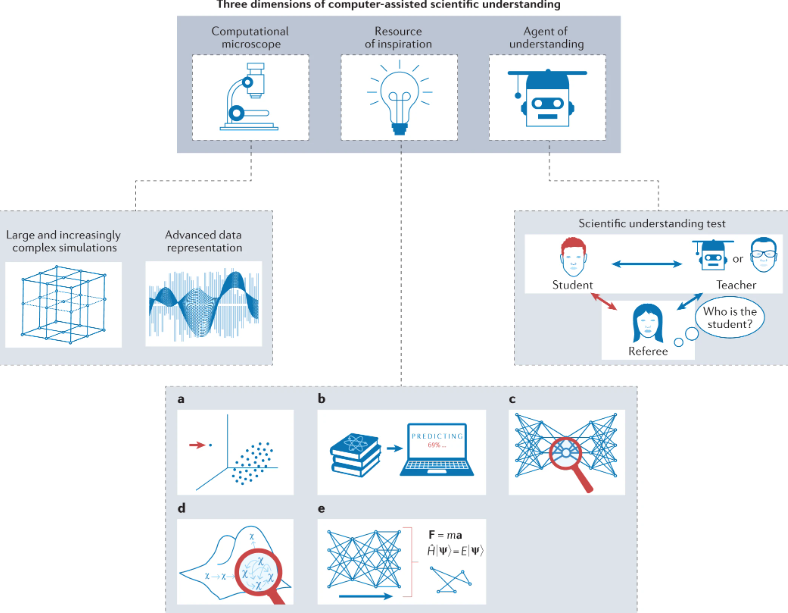 Three dimensions of computer-assisted scientific understanding
Computational
microscope
Resource
of inspiration
Agent of
understanding
Large and increasingly
complex simulations
Advanced data
representation
Scientific understanding test
or
Student
Teacher
Who is the
student?
Referee
a
b
c
PREDICTING
69% ...
d
e
χ
χ → χ →
χ
χ
χ
χ
F = ma
Ĥ|Ψ⟩=E|Ψ⟩